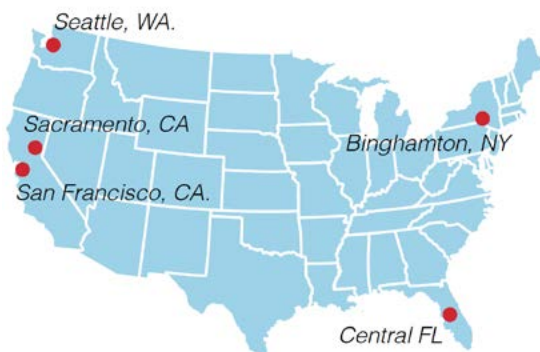 Seattle, WA.
Sacramento, CA
Binghamton, NY
San Francisco, CA.
Central FL